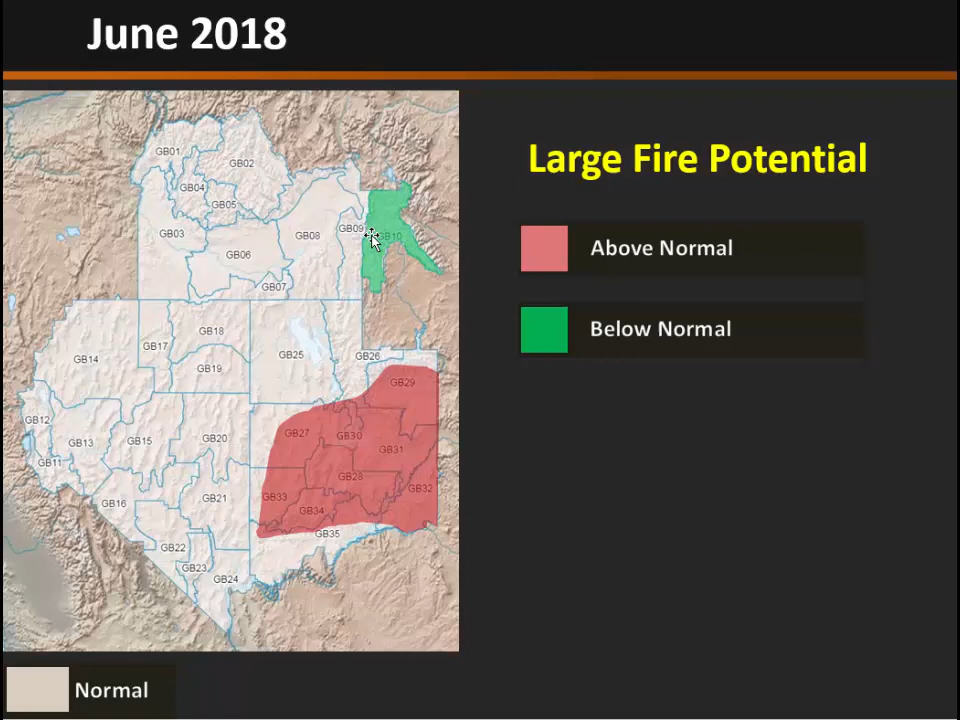 June 2018
Large Fire Potential
Above Normal
Below Normal
GB01
GB02
GB04
GB05
GB03
GB08
GB09
GB10
GB06
GB07
GB18
GB17
GB25
GB26
GB14
GB19
GB29
GB12
GB13
GB15
GB20
GB27
GB30
GB31
GB11
GB28
GB32
GB16
GB21
GB33
GB34
GB35
GB22
GB23
GB24
Normal